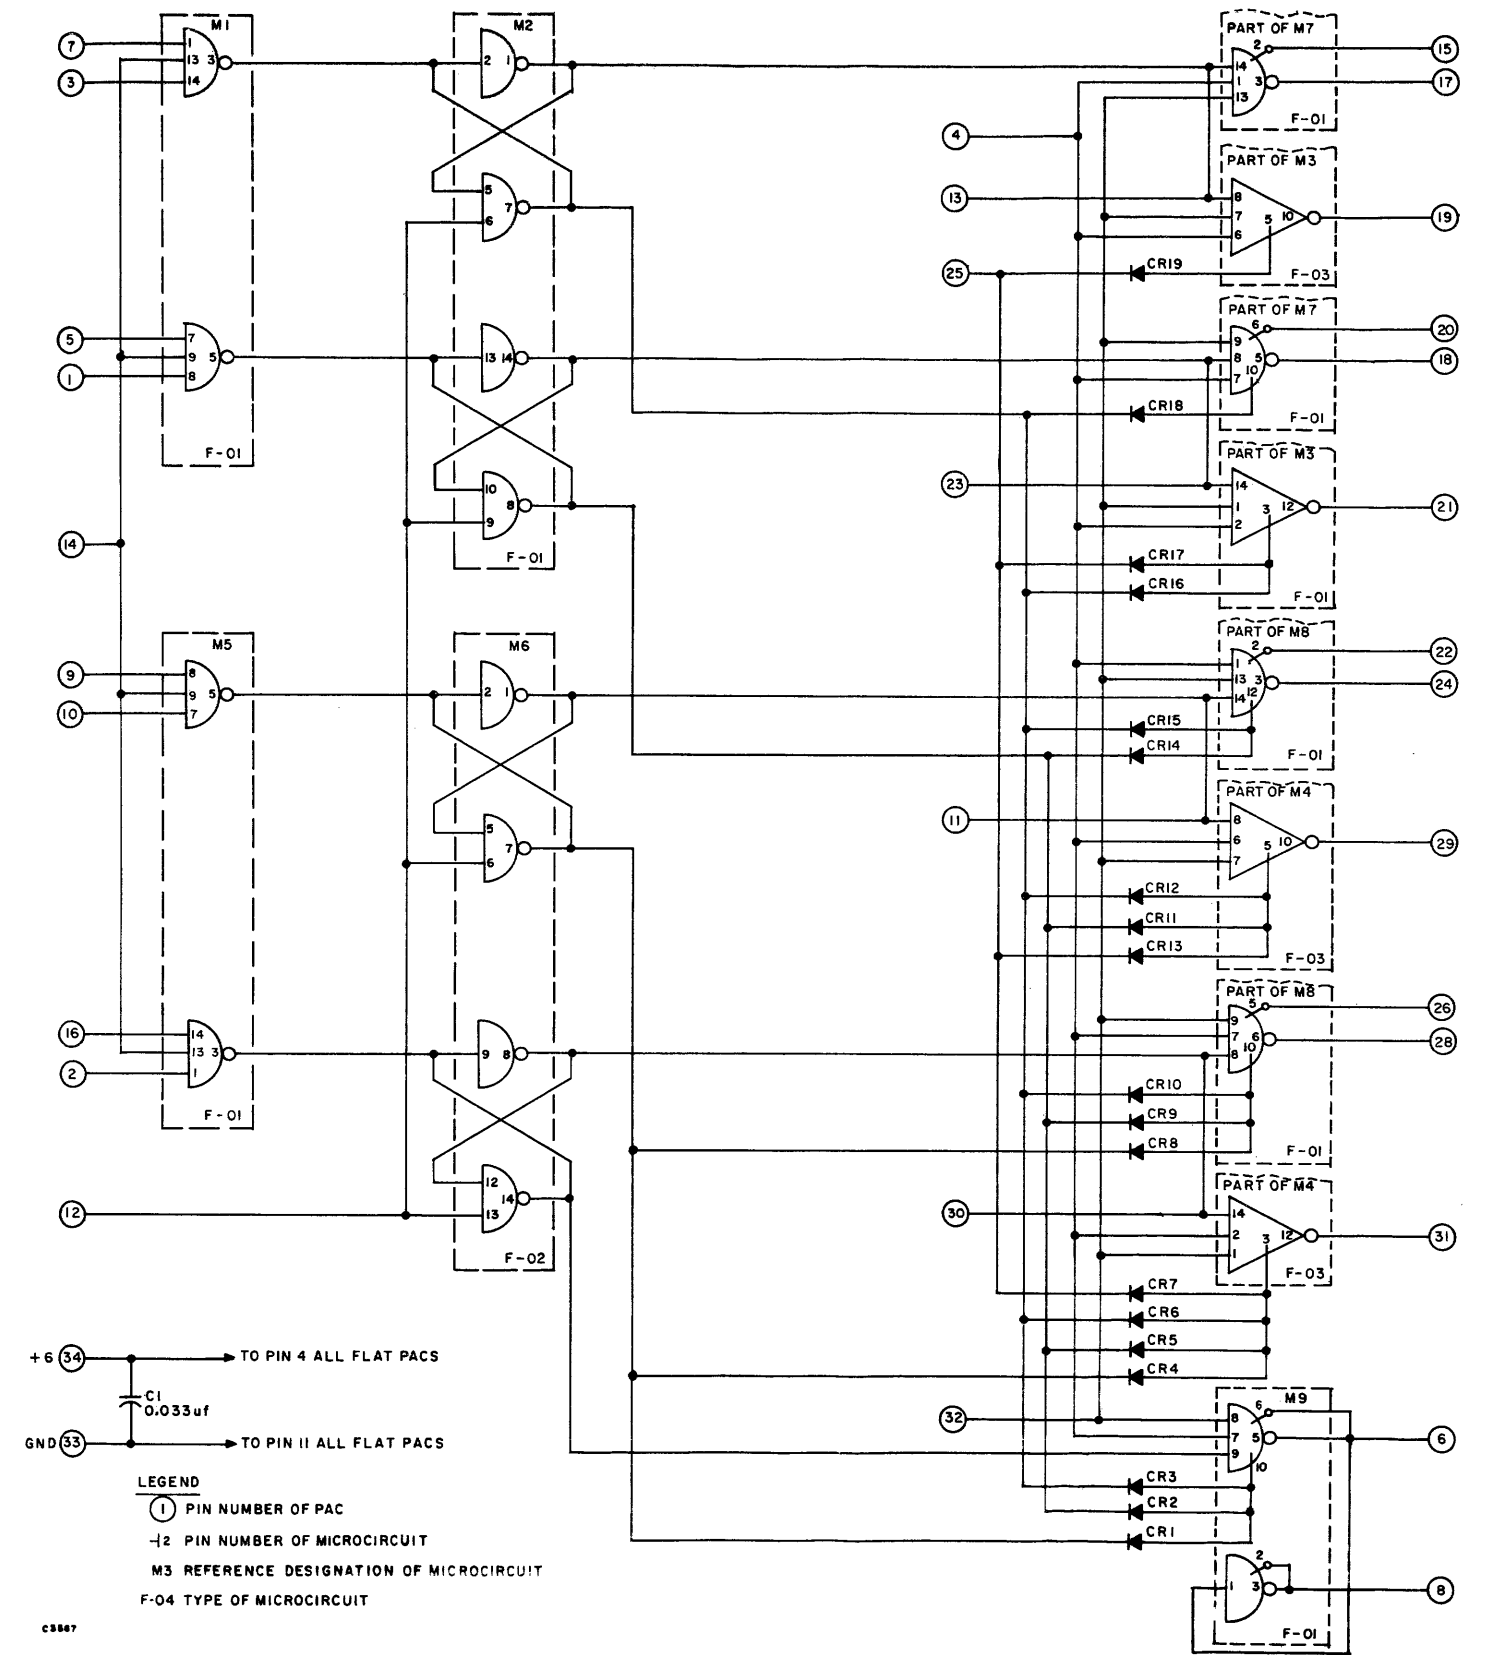 M1
7
1
13 3
3
14
5
7
9 5
1
8
F-01
14
M5
9
8
9 5
10
7
16
14
13 3
2
1
F-01
12
M2
2 1
5
7
6
13 14
10
8
9
F-01
M6
2 1
5
7
6
9 8
12
14
13
F-02
PART OF M7
2
15
14
1 3
17
13
F-01
4
PART OF M3
13
8
7 5 10
19
6
25
CR19
F-03
PART OF M7
6
20
9
8 5
18
7 10
CR18
F-01
PART OF M3
23
14
1 3 12
21
2
CR17
CR16
F-01
PART OF M8
2
22
1
13 3
24
14 12
CR15
CR14
F-01
PART OF M4
11
8
6 5 10
29
7
CR12
CR11
CR13
F-03
PART OF M8
5
26
9
7 6
28
8 10
CR10
CR9
CR8
F-01
PART OF M4
30
14
2 3 12
31
1
F-03
CR7
CR6
CR5
CR4
M9
32
6
8
7 5
6
9
10
CR3
CR2
CR1
2
1 3
8
F-01
+6 34 TO PIN 4 ALL FLAT PACS
C1
0.033uf
GND 33 TO PIN 11 ALL FLAT PACS
LEGEND
1 PIN NUMBER OF PAC
2 PIN NUMBER OF MICROCIRCUIT
M3 REFERENCE DESIGNATION OF MICROCIRCUIT
F-04 TYPE OF MICROCIRCUIT
C5567